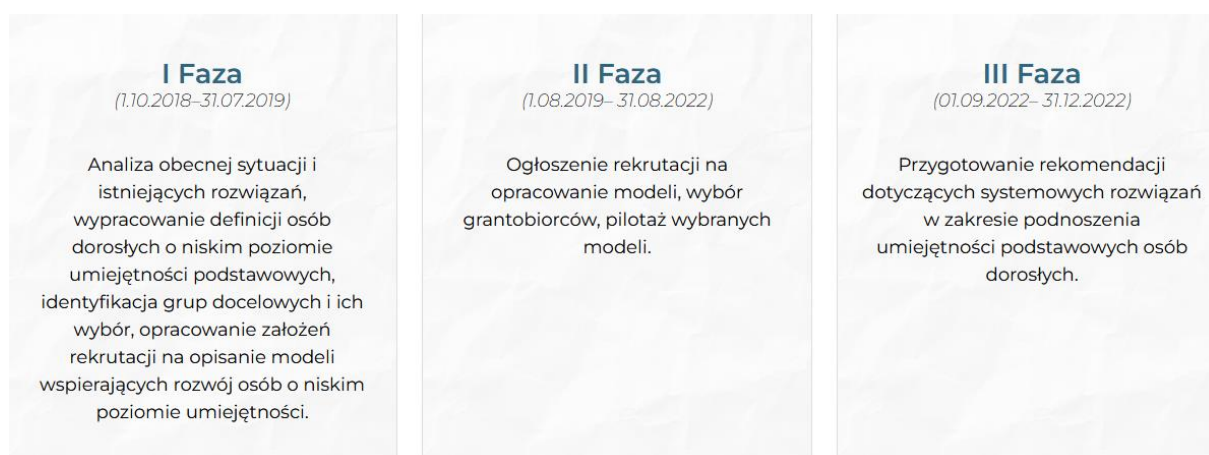 I Faza
(1.10.2018–31.07.2019)
Analiza obecnej sytuacji i
istniejących rozwiązań,
wypracowanie definicji osób
dorosłych o niskim poziomie
umiejętności podstawowych,
identyfikacja grup docelowych i ich
wybór, opracowanie założeń
rekrutacji na opisanie modeli
wspierających rozwój osób o niskim
poziomie umiejętności.
II Faza
(1.08.2019– 31.08.2022)
Ogłoszenie rekrutacji na
opracowanie modeli, wybór
grantobiorców, pilotaż wybranych
modeli.
III Faza
(01.09.2022– 31.12.2022)
Przygotowanie rekomendacji
dotyczących systemowych rozwiązań
w zakresie podnoszenia
umiejętności podstawowych osób
dorosłych.